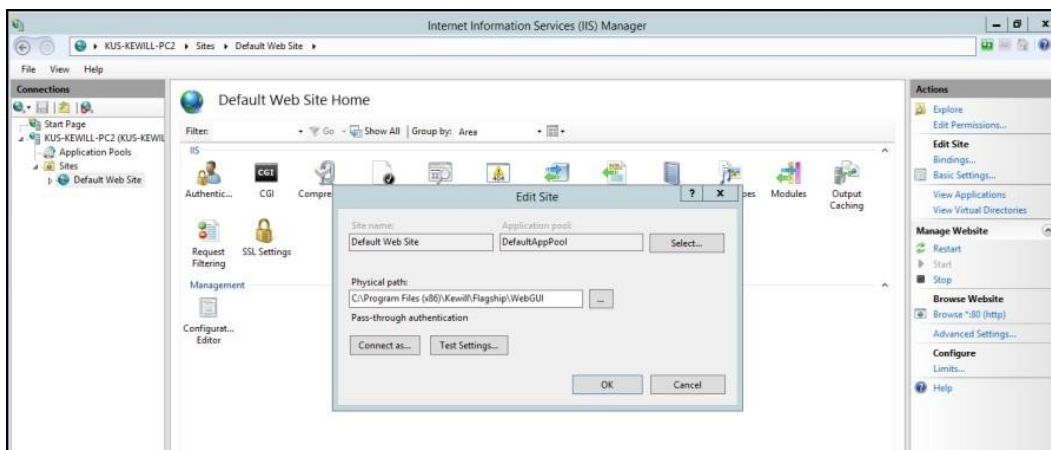 Internet Information Services (IIS) Manager
KUS-KEWILL-PC2 Sites Default Web Site
File View Help
Connections
Start Page
KUS-KEWILL-PC2 (KUS-KEWIL
Application Pools
Sites
Default Web Site
Default Web Site Home
Filter: Go Show All Group by: Area
IIS
Authentic... CGI Compre Modules Output
Caching
Request SSL Settings
Filtering
Management
Configurat...
Editor
Edit Site
Site name: Application pool:
Default Web Site DefaultAppPool Select...
Physical path:
C:\Program Files (x86)\Kewill\Flagship\WebGUI ...
Pass-through authentication
Connect as... Test Settings...
OK Cancel
Actions
Explore
Edit Permissions...
Edit Site
Bindings...
Basic Settings...
View Applications
View Virtual Directories
Manage Website
Restart
Start
Stop
Browse Website
Browse *:80 (http)
Advanced Settings...
Configure
Limits...
Help